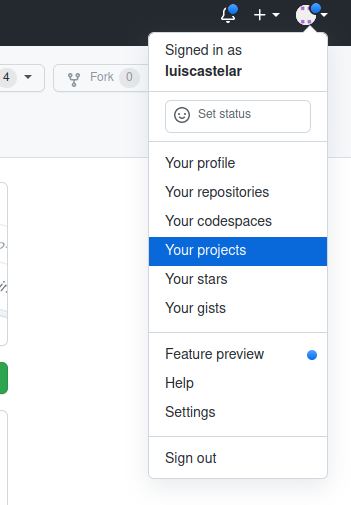 Signed in as
luiscastelar
4
Fork 0
Set status
Your profile
Your repositories
Your codespaces
Your projects
Your stars
Your gists
Feature preview
Help
Settings
Sign out